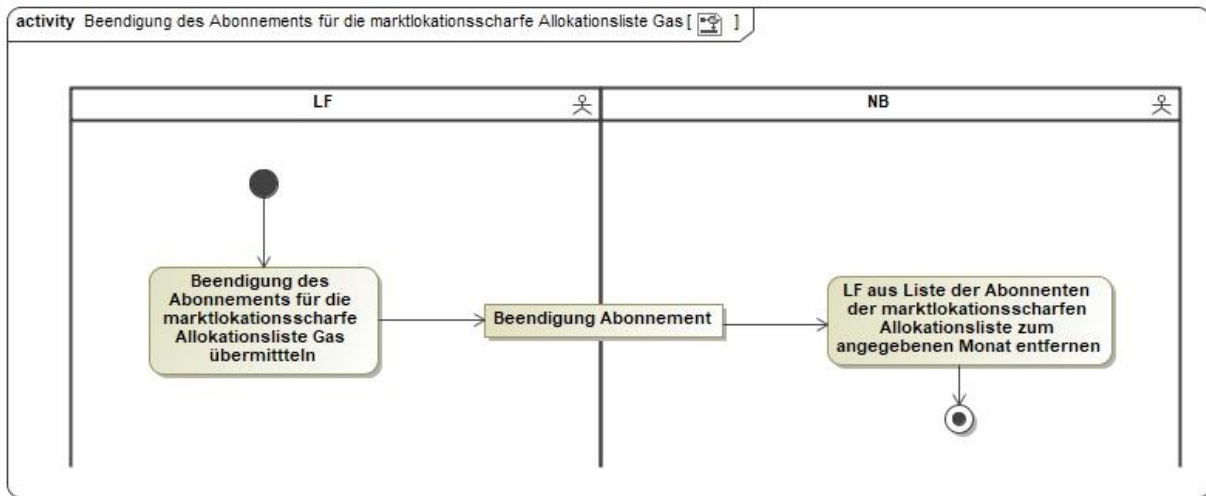 activity Beendigung des Abonnements für die marktlokationsscharfe Allokationsliste Gas [ ]
LF
NB
Beendigung des
Abonnements für die
marktlokationsscharfe
Allokationsliste Gas
übermittteln
Beendigung Abonnement
LF aus Liste der Abonnenten
der marktlokationsscharfen
Allokationsliste zum
angegebenen Monat entfernen